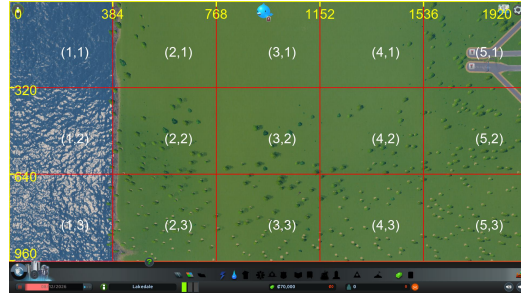 0 384 768 1152 1536 1920
(1,1) (2,1) (3,1) (4,1) (5,1)
320
(1,2) (2,2) (3,2) (4,2) (5,2)
640
(1,3) (2,3) (3,3) (4,3) (5,3)
960
Lakedale ₡70,000 0